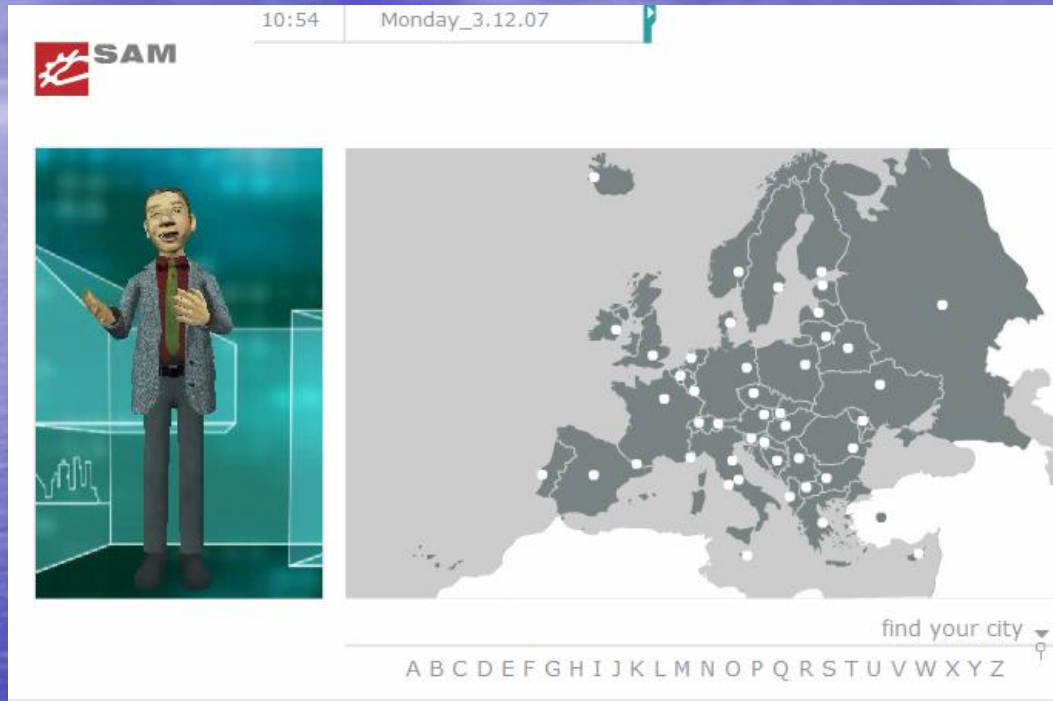 10:54 Monday_3.12.07
SAM
find your city
A B C D E F G H I J K L M N O P Q R S T U V W X Y Z